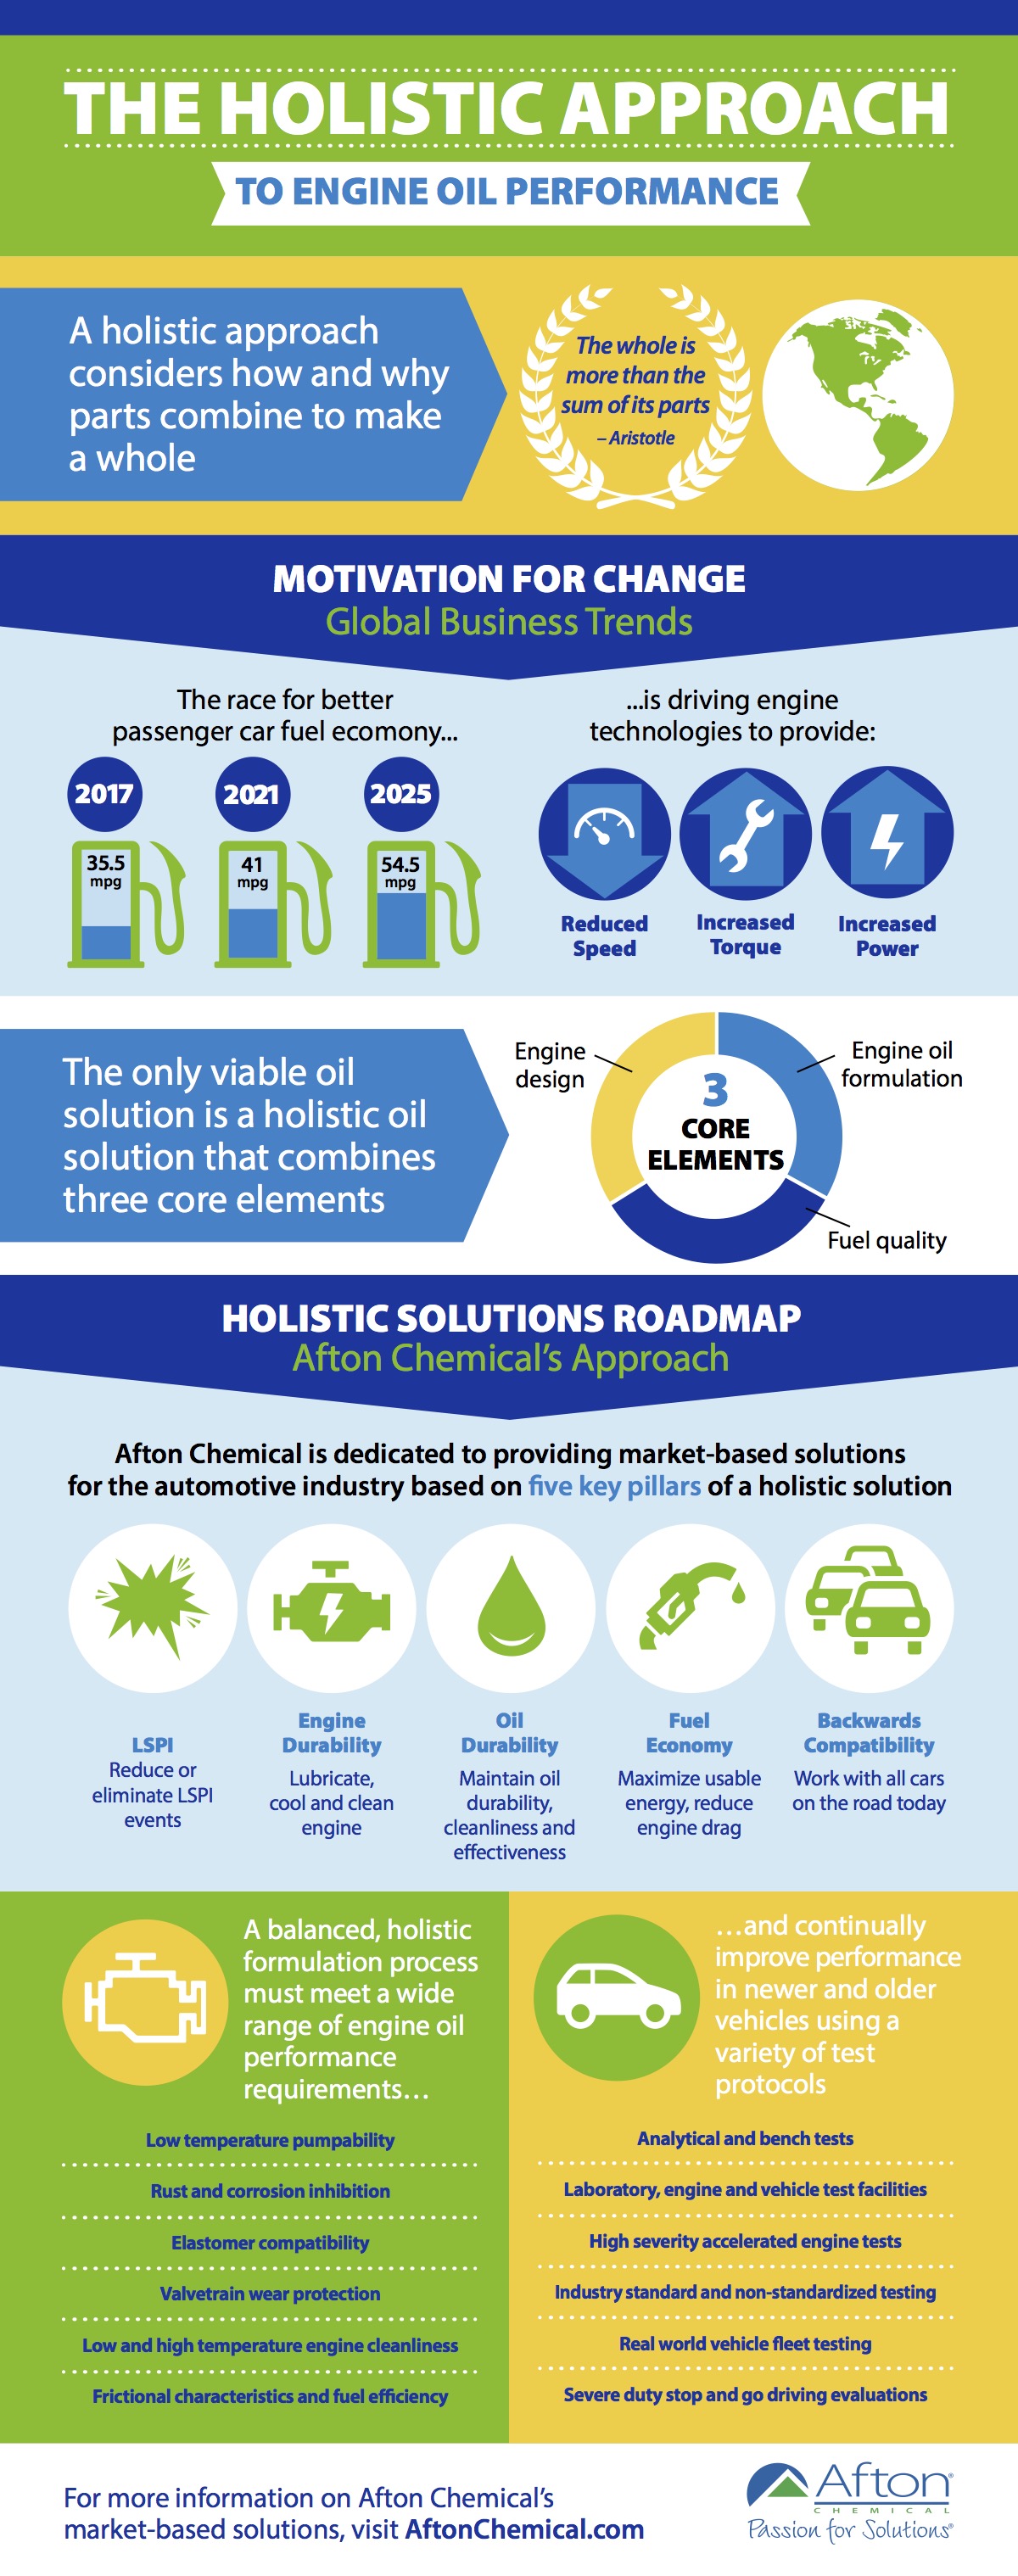 THE HOLISTIC APPROACH
TO ENGINE OIL PERFORMANCE
A holistic approach
considers how and why
parts combine to make
a whole
The whole is
more than the
sum of its parts
– Aristotle
MOTIVATION FOR CHANGE
Global Business Trends
The race for better
passenger car fuel ecomony...
2017
2021
2025
35.5
mpg
41
mpg
54.5
mpg
...is driving engine
technologies to provide:
Reduced
Speed
Increased
Torque
Increased
Power
The only viable oil
solution is a holistic oil
solution that combines
three core elements
Engine
design
3
CORE
ELEMENTS
Engine oil
formulation
Fuel quality
HOLISTIC SOLUTIONS ROADMAP
Afton Chemical's Approach
Afton Chemical is dedicated to providing market-based solutions
for the automotive industry based on five key pillars of a holistic solution
LSPI
Reduce or
eliminate LSPI
events
Engine
Durability
Lubricate,
cool and clean
engine
Oil
Durability
Maintain oil
durability,
cleanliness and
effectiveness
Fuel
Economy
Maximize usable
energy, reduce
engine drag
Backwards
Compatibility
Work with all cars
on the road today
A balanced, holistic
formulation process
must meet a wide
range of engine oil
performance
requirements...
Low temperature pumpability
Rust and corrosion inhibition
Elastomer compatibility
Valvetrain wear protection
Low and high temperature engine cleanliness
Frictional characteristics and fuel efficiency
...and continually
improve performance
in newer and older
vehicles using a
variety of test
protocols
Analytical and bench tests
Laboratory, engine and vehicle test facilities
High severity accelerated engine tests
Industry standard and non-standardized testing
Real world vehicle fleet testing
Severe duty stop and go driving evaluations
For more information on Afton Chemical's
market-based solutions, visit AftonChemical.com
Afton®
CHEMICAL
Passion for Solutions®